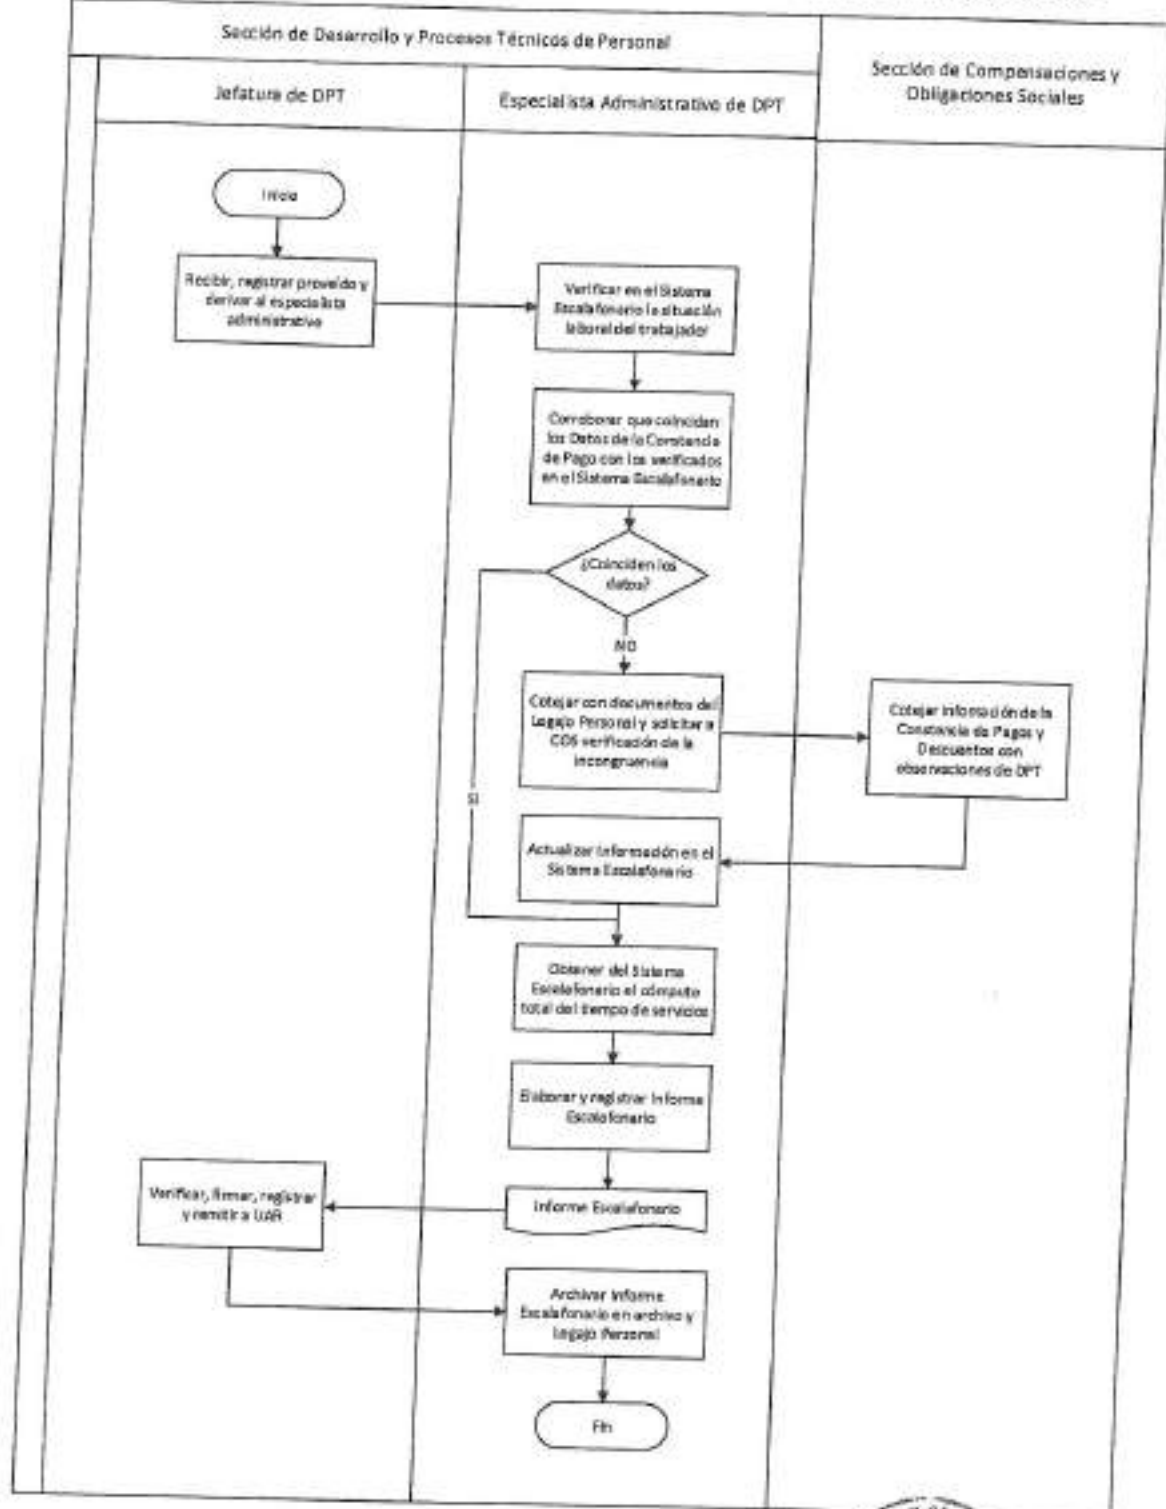 Sección de Desarrollo y Procesos Técnicos de Personal
Sección de Compensaciones y
Obligaciones Sociales
Jefatura de DPT
Especialista Administrativo de DPT
Inicio
Recibir, registrar proveído y
derivar al especialista
administrativo
Verificar en el Sistema
Escalafonario la situación
laboral del trabajador
Corroborar que coincidan
los Datos de la Constancia
de Pago con los verificados
en el Sistema Escalafonario
¿Coinciden los
datos?
NO
Cotejar con documentos del
Legajo Personal y solicitar a
COS verificación de la
incongruencia
Cotejar información de la
Constancia de Pagos y
Descuentos con
observaciones de DPT
SI
Actualizar Información en el
Sistema Escalafonario
Obtener del Sistema
Escalafonario el cómputo
total del tiempo de servicios
Elaborar y registrar Informe
Escalafonario
Verificar, firmar, registrar
y remitir a UAR
Informe Escalafonario
Archivar Informe
Escalafonario en archivo y
Legajo Personal
Fin